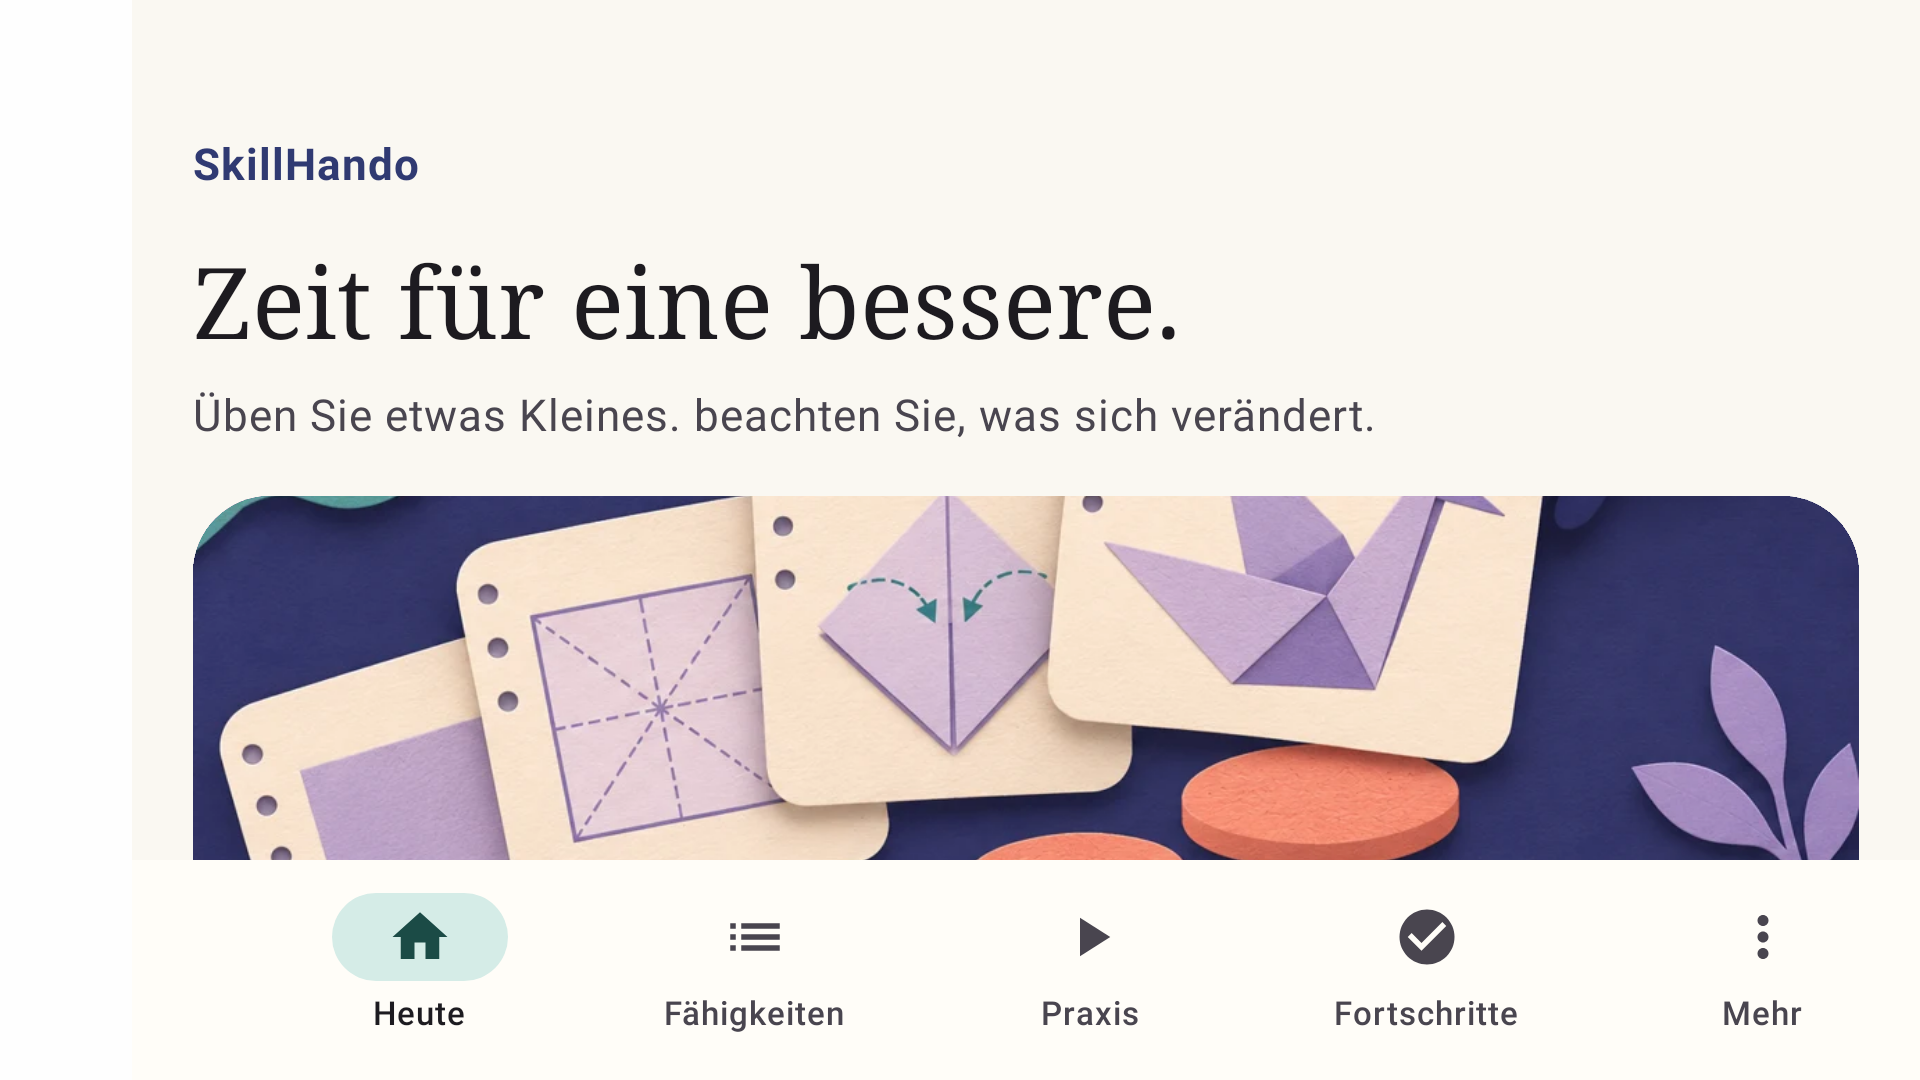 SkillHando
Zeit für eine bessere.
Üben Sie etwas Kleines. beachten Sie, was sich verändert.
Heute
Fähigkeiten
Praxis
Fortschritte
Mehr